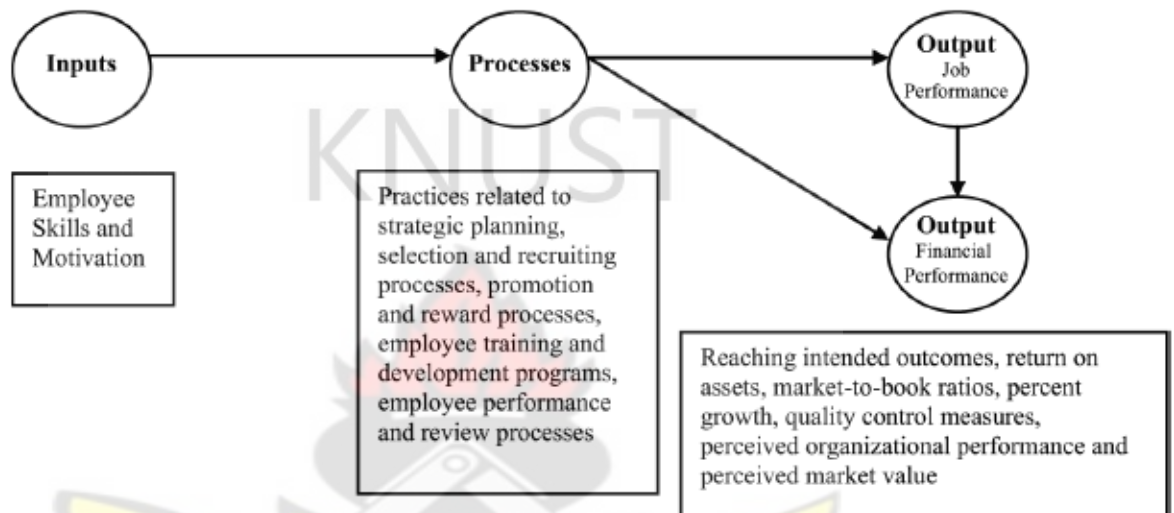 Inputs
Processes
Output
Job
Performance
Output
Financial
Performance
KNUST
Employee
Skills and
Motivation
Practices related to
strategic planning,
selection and recruiting
processes, promotion
and reward processes,
employee training and
development programs,
employee performance
and review processes
Reaching intended outcomes, return on
assets, market-to-book ratios, percent
growth, quality control measures,
perceived organizational performance and
perceived market value